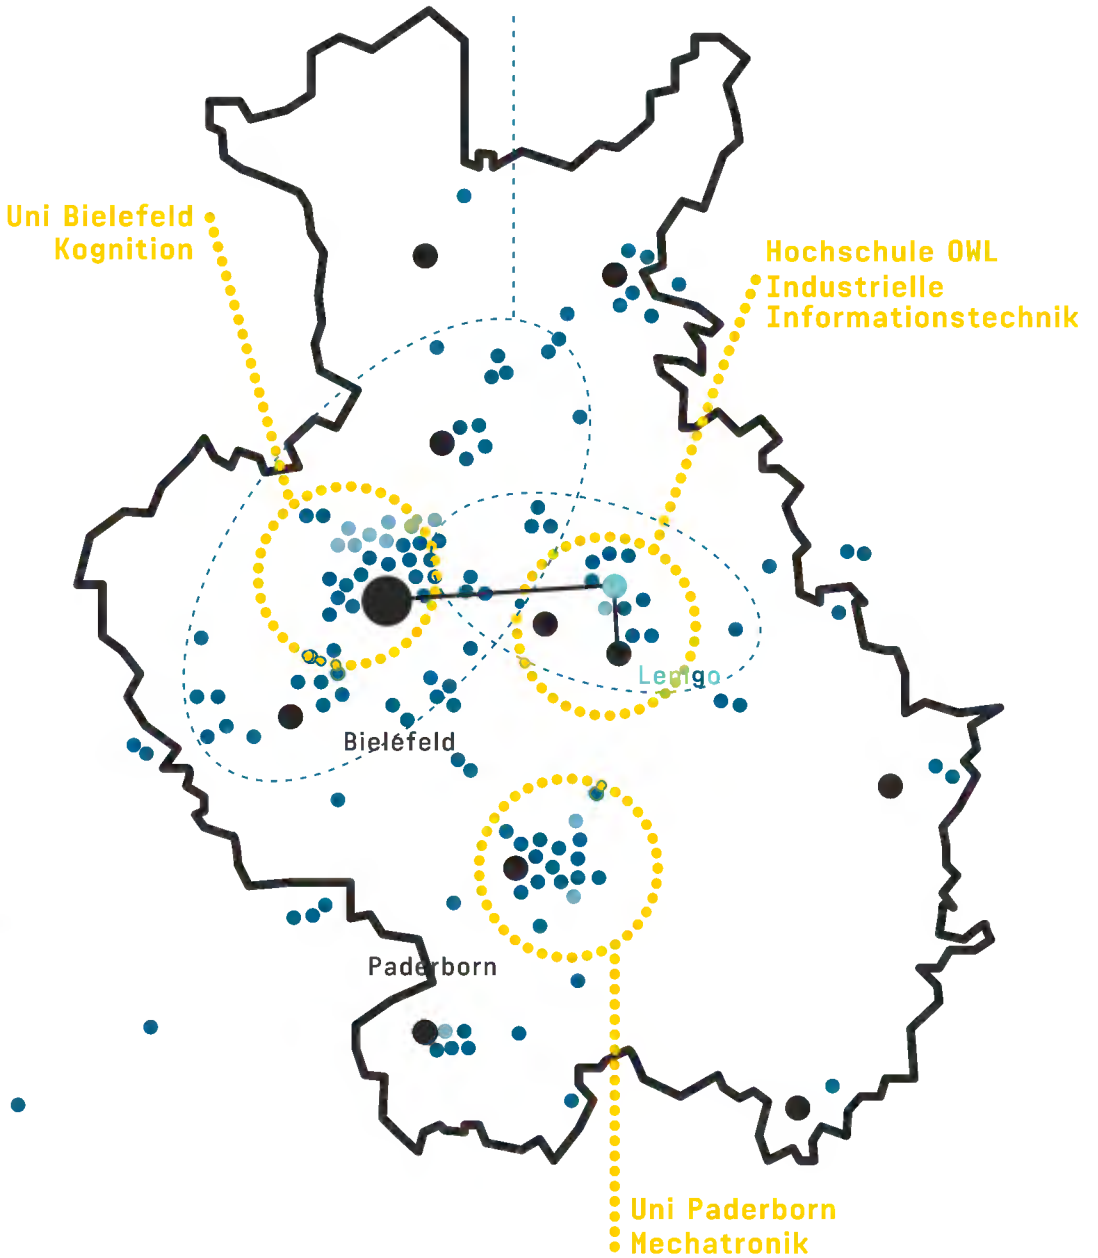 Uni Bielefeld
Kognition
Hochschule OWL
Industrielle
Informationstechnik
Lemgo
Bielefeld
Paderborn
Uni Paderborn
Mechatronik